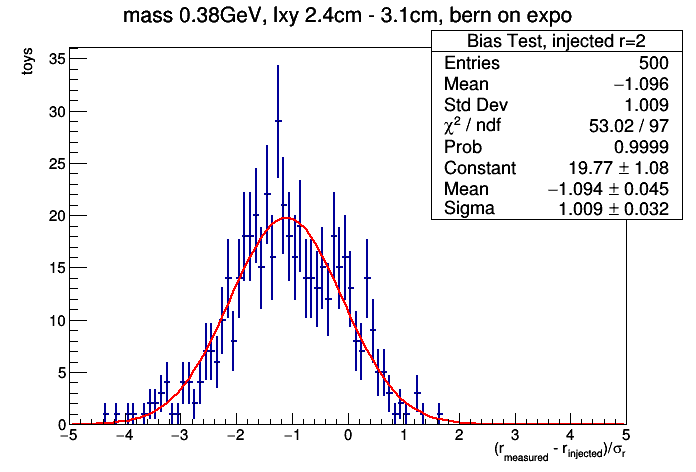 mass 0.38GeV, lxy 2.4cm - 3.1cm, bern on expo
Bias Test, injected r=2
Entries 500
Mean −1.096
Std Dev 1.009
χ² / ndf 53.02 / 97
Prob 0.9999
Constant 19.77 ± 1.08
Mean −1.094 ± 0.045
Sigma 1.009 ± 0.032
toys
35
30
25
20
15
10
5
0
−5 −4 −3 −2 −1 0 1 2 3 4 5
(r_measured - r_injected)/σ_r